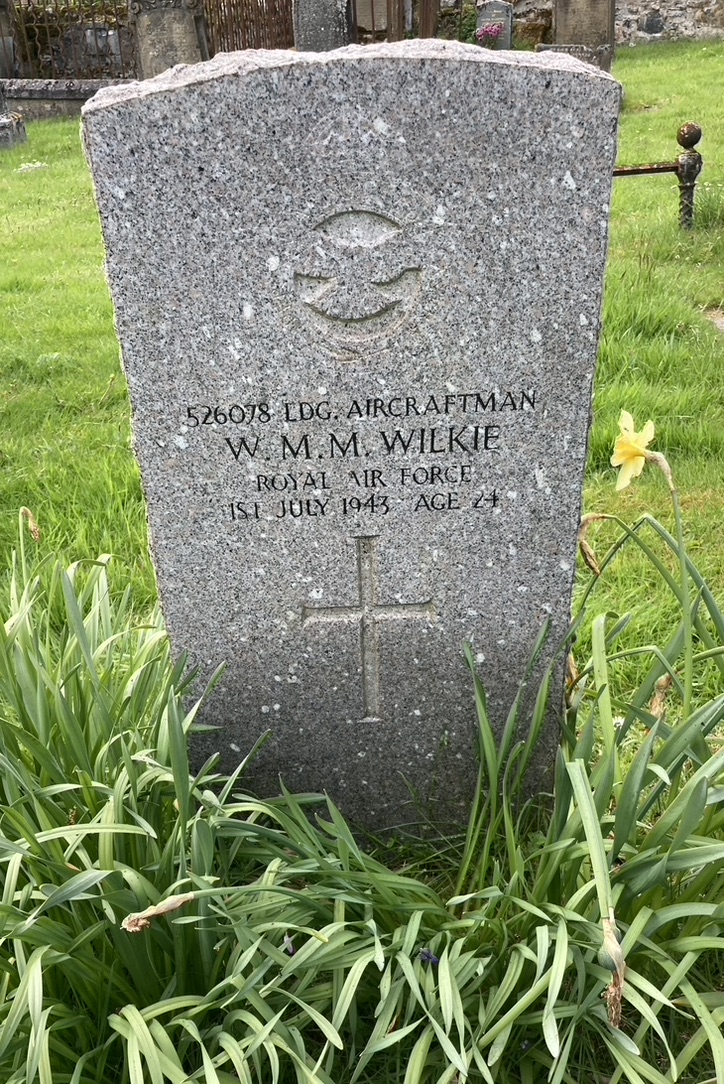 526078 LDG. AIRCRAFTMAN
W. M. M. WILKIE
ROYAL AIR FORCE
1ST JULY 1943 AGE 24